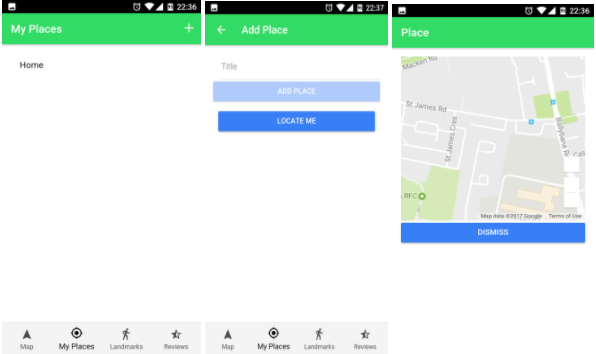 22:36
My Places +
Home
Map My Places Landmarks Reviews
22:37
← Add Place
Title
ADD PLACE
LOCATE ME
Map My Places Landmarks Reviews
22:36
Place
Macken Rd
St James Rd
St James Cres
Ballybane R
Cas
RFC
Map data ©2017 Google Terms of Use
DISMISS